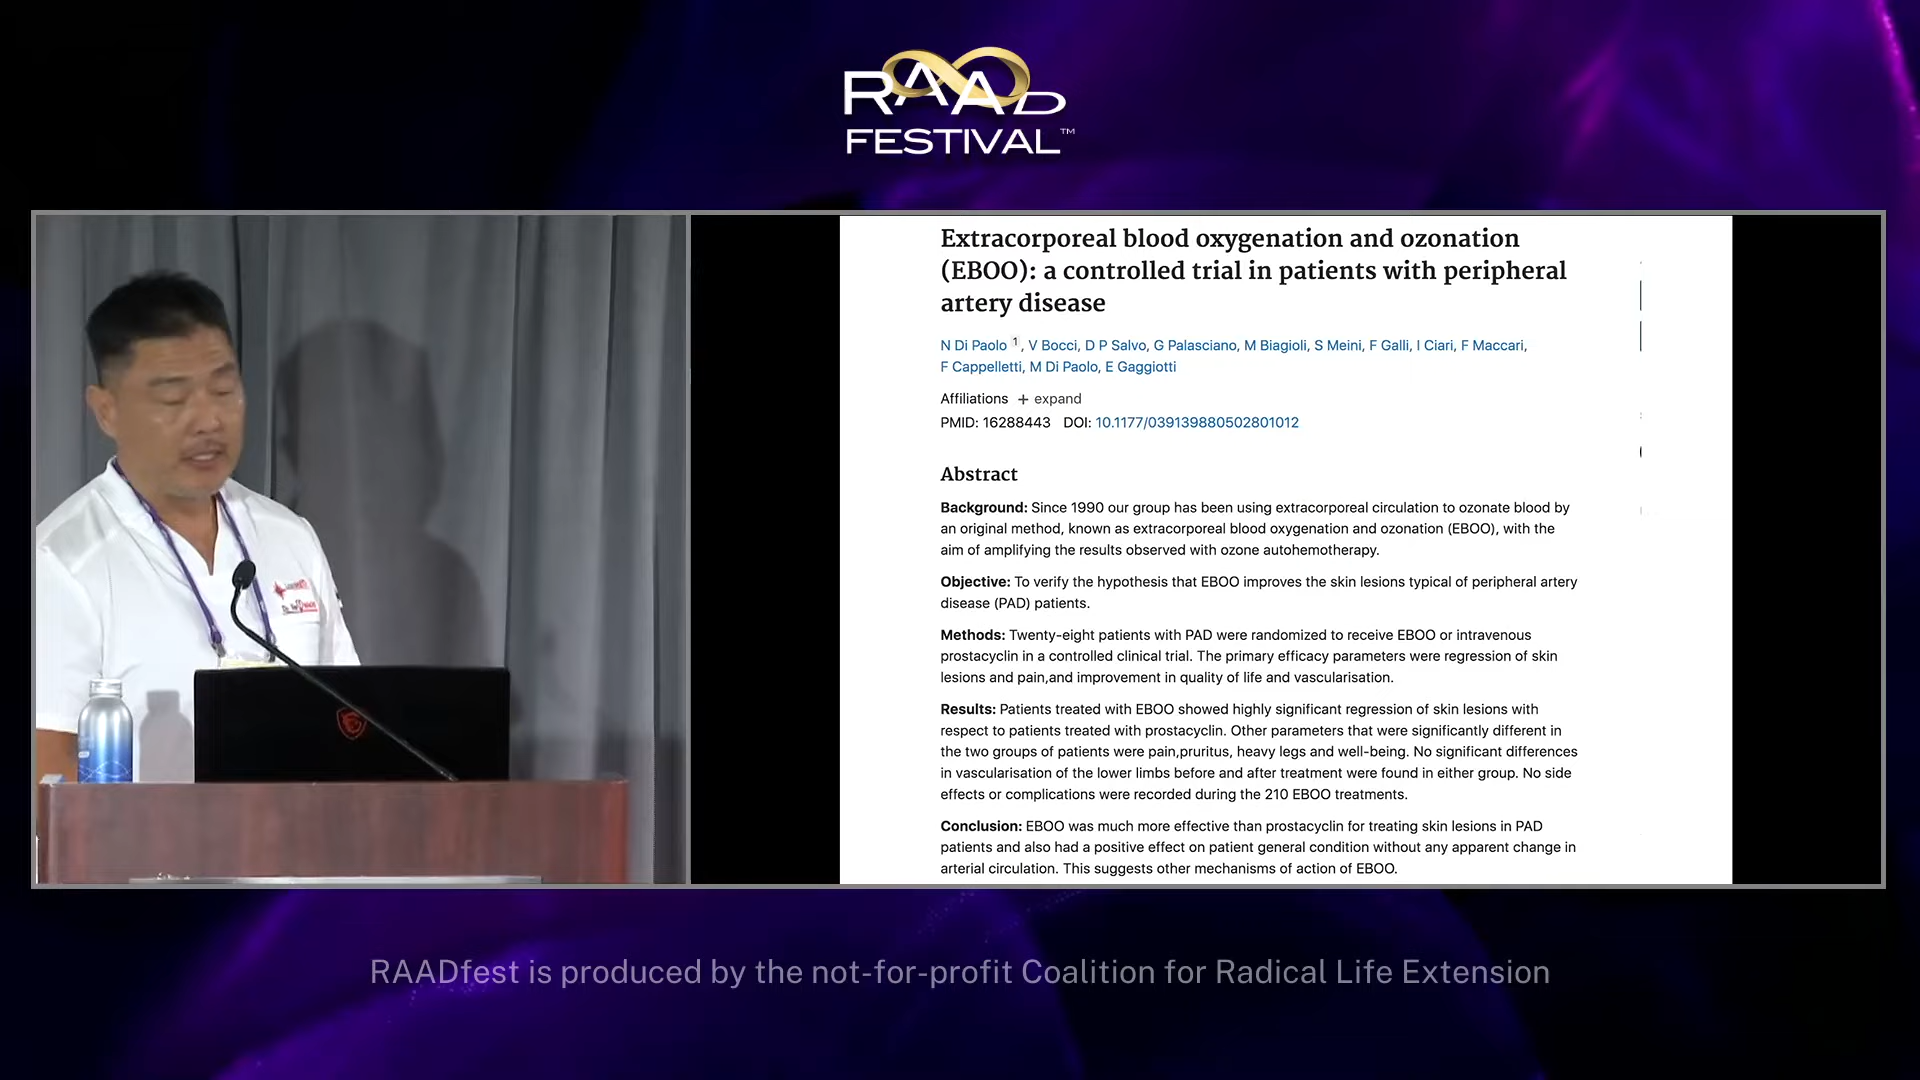 RAAD
FESTIVAL™
Extracorporeal blood oxygenation and ozonation
(EBOO): a controlled trial in patients with peripheral
artery disease
N Di Paolo 1, V Bocci, D P Salvo, G Palasciano, M Biagioli, S Meini, F Galli, I Ciari, F Maccari,
F Cappelletti, M Di Paolo, E Gaggiotti
Affiliations + expand
PMID: 16288443 DOI: 10.1177/039139880502801012
Abstract
Background: Since 1990 our group has been using extracorporeal circulation to ozonate blood by
an original method, known as extracorporeal blood oxygenation and ozonation (EBOO), with the
aim of amplifying the results observed with ozone autohemotherapy.
Objective: To verify the hypothesis that EBOO improves the skin lesions typical of peripheral artery
disease (PAD) patients.
Methods: Twenty-eight patients with PAD were randomized to receive EBOO or intravenous
prostacyclin in a controlled clinical trial. The primary efficacy parameters were regression of skin
lesions and pain,and improvement in quality of life and vascularisation.
Results: Patients treated with EBOO showed highly significant regression of skin lesions with
respect to patients treated with prostacyclin. Other parameters that were significantly different in
the two groups of patients were pain,pruritus, heavy legs and well-being. No significant differences
in vascularisation of the lower limbs before and after treatment were found in either group. No side
effects or complications were recorded during the 210 EBOO treatments.
Conclusion: EBOO was much more effective than prostacyclin for treating skin lesions in PAD
patients and also had a positive effect on patient general condition without any apparent change in
arterial circulation. This suggests other mechanisms of action of EBOO.
RAADfest is produced by the not-for-profit Coalition for Radical Life Extension